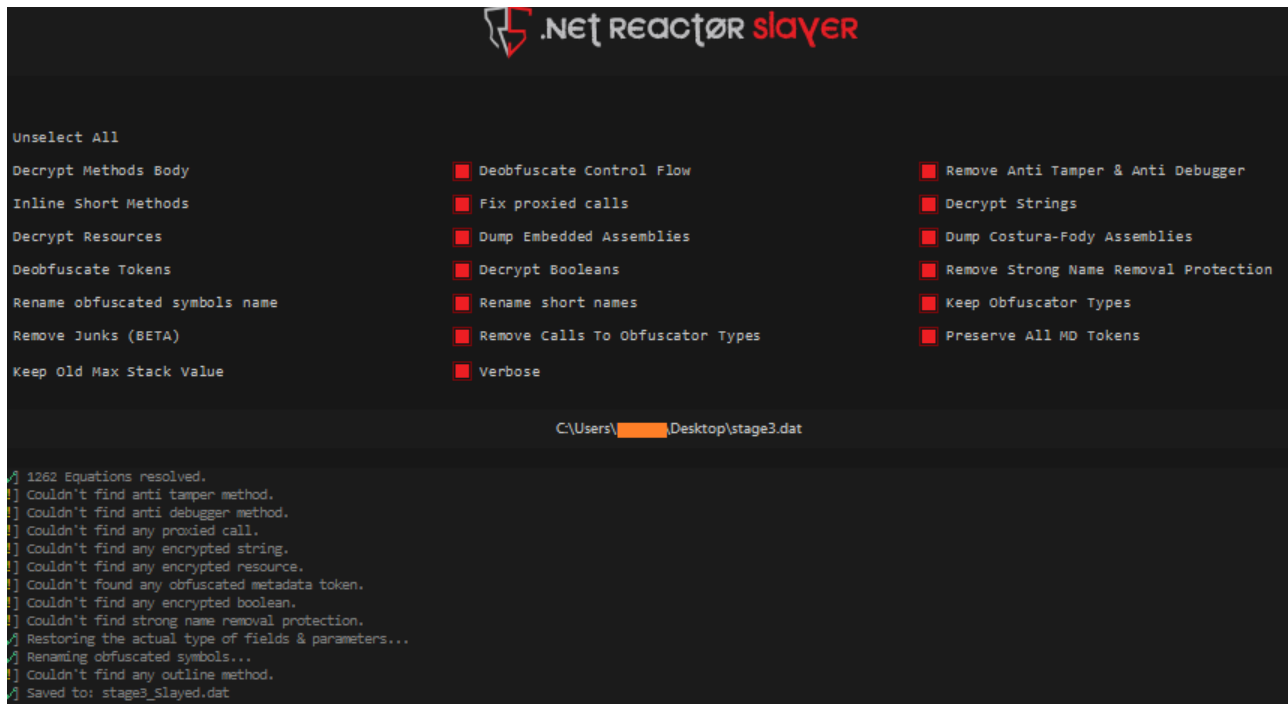 .NET REACTØR SLAYER
Unselect All
Decrypt Methods Body Deobfuscate Control Flow Remove Anti Tamper & Anti Debugger
Inline Short Methods Fix proxied calls Decrypt Strings
Decrypt Resources Dump Embedded Assemblies Dump Costura-Fody Assemblies
Deobfuscate Tokens Decrypt Booleans Remove Strong Name Removal Protection
Rename obfuscated symbols name Rename short names Keep Obfuscator Types
Remove Junks (BETA) Remove Calls To Obfuscator Types Preserve All MD Tokens
Keep Old Max Stack Value Verbose
C:\Users\ \Desktop\stage3.dat
✓] 1262 Equations resolved.
!] Couldn't find anti tamper method.
!] Couldn't find anti debugger method.
!] Couldn't find any proxied call.
!] Couldn't find any encrypted string.
!] Couldn't find any encrypted resource.
!] Couldn't found any obfuscated metadata token.
!] Couldn't find any encrypted boolean.
!] Couldn't find strong name removal protection.
✓] Restoring the actual type of fields & parameters...
✓] Renaming obfuscated symbols...
!] Couldn't find any outline method.
✓] Saved to: stage3_Slayed.dat